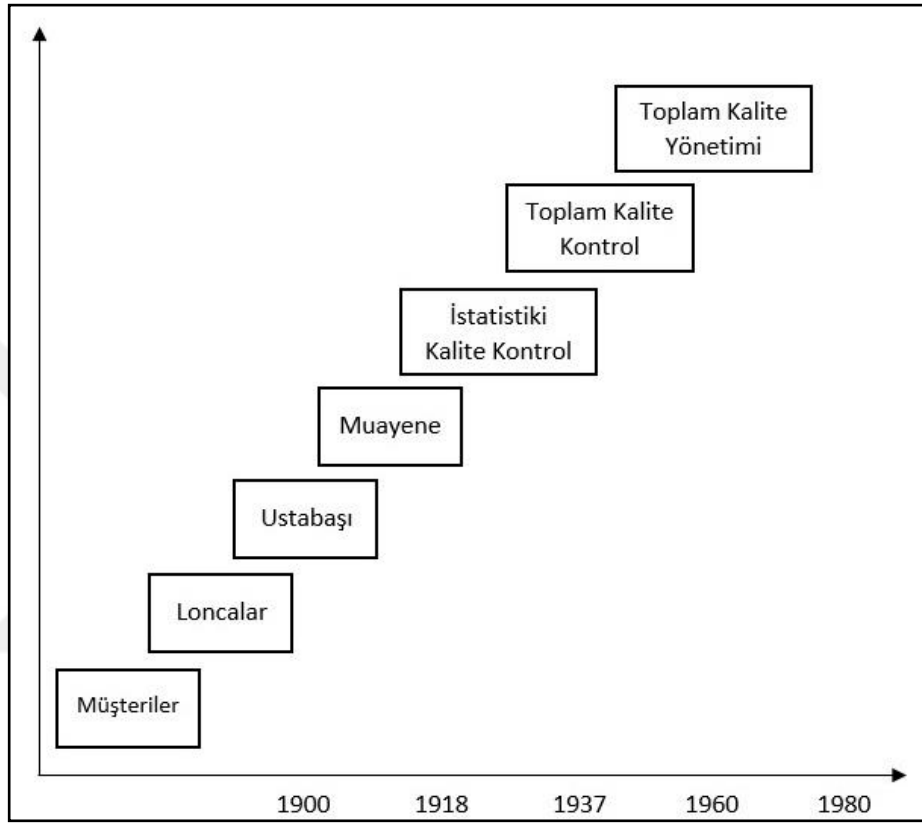 Toplam Kalite
Yönetimi
Toplam Kalite
Kontrol
İstatistiki
Kalite Kontrol
Muayene
Ustabaşı
Loncalar
Müşteriler
1900 1918 1937 1960 1980